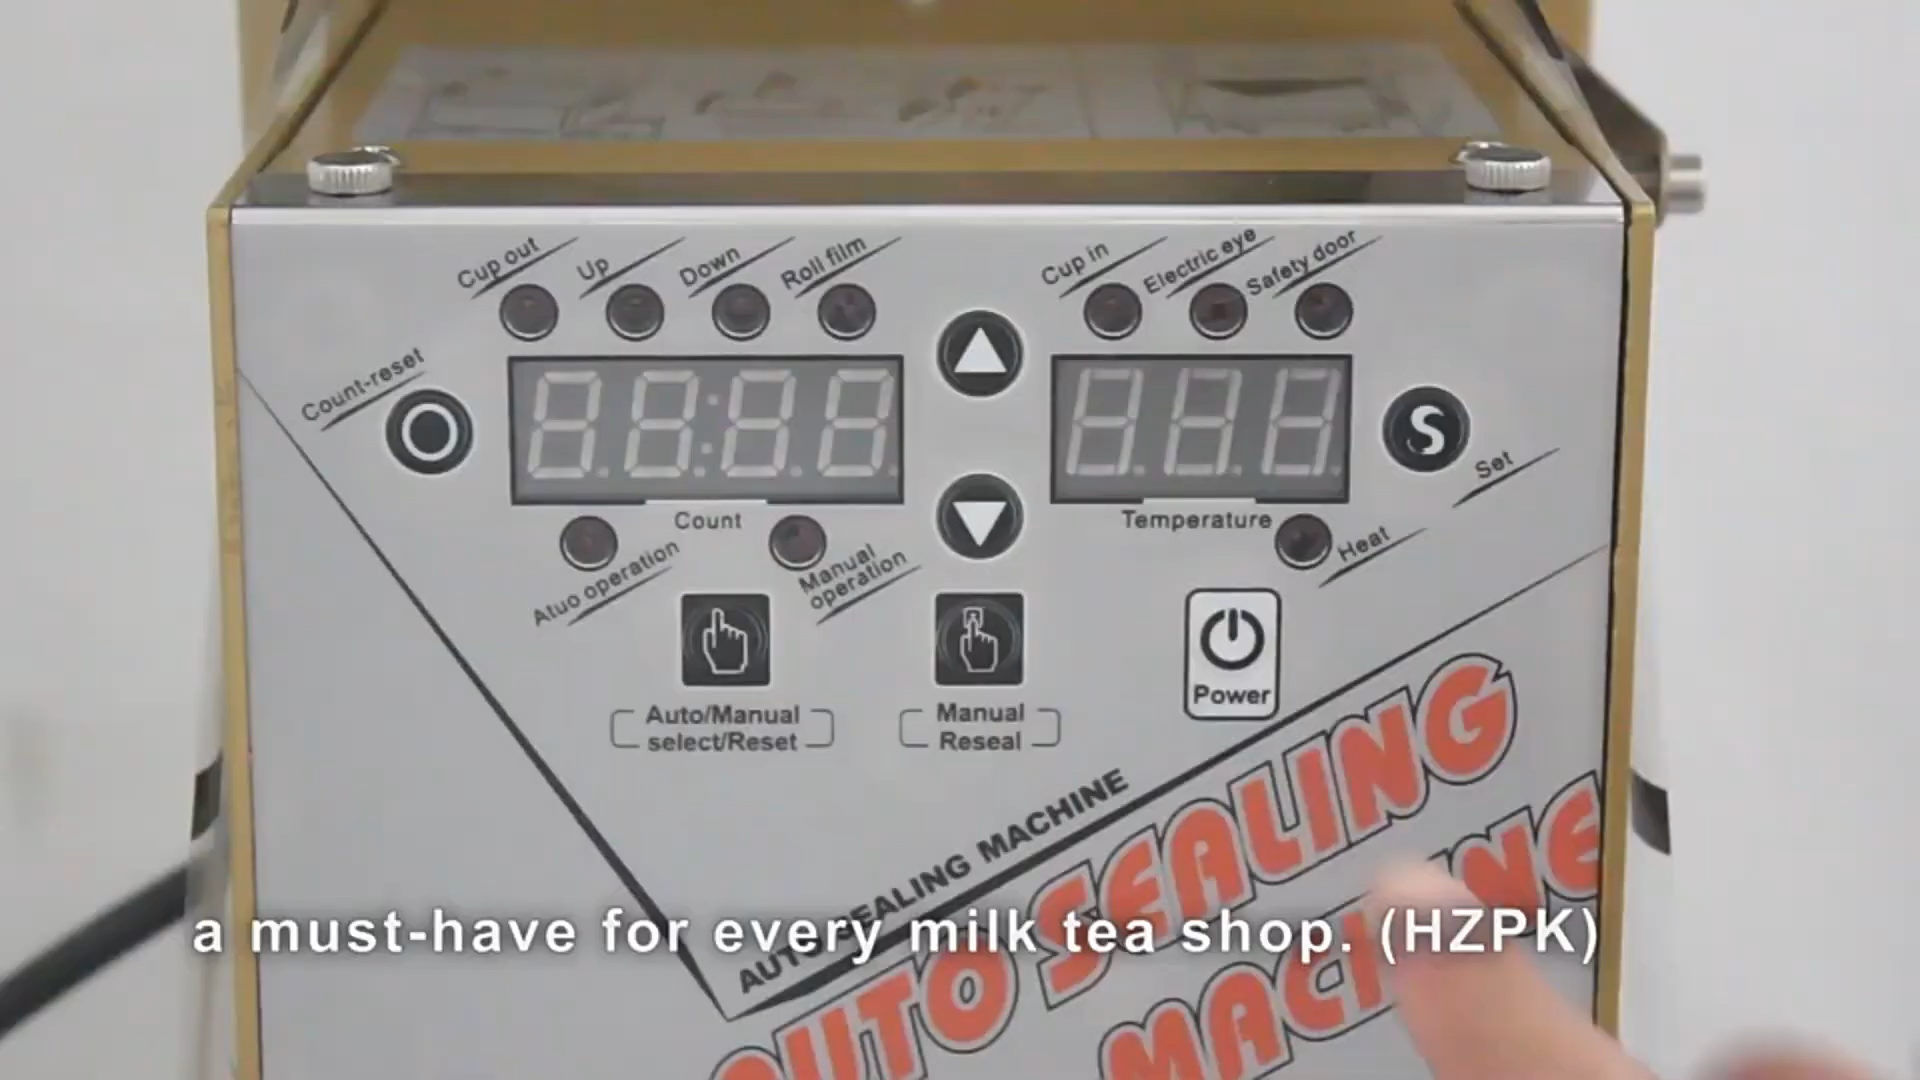 Cup out
Up
Down
Roll film
Cup in
Electric eye
Safety door
Count-reset
S
Set
Count
Temperature
Atuo operation
Manual
operation
Heat
Auto/Manual
select/Reset
Manual
Reseal
Power
AUTO SEALING MACHINE
AUTO SEALING
MACHINE
a must-have for every milk tea shop. (HZPK)